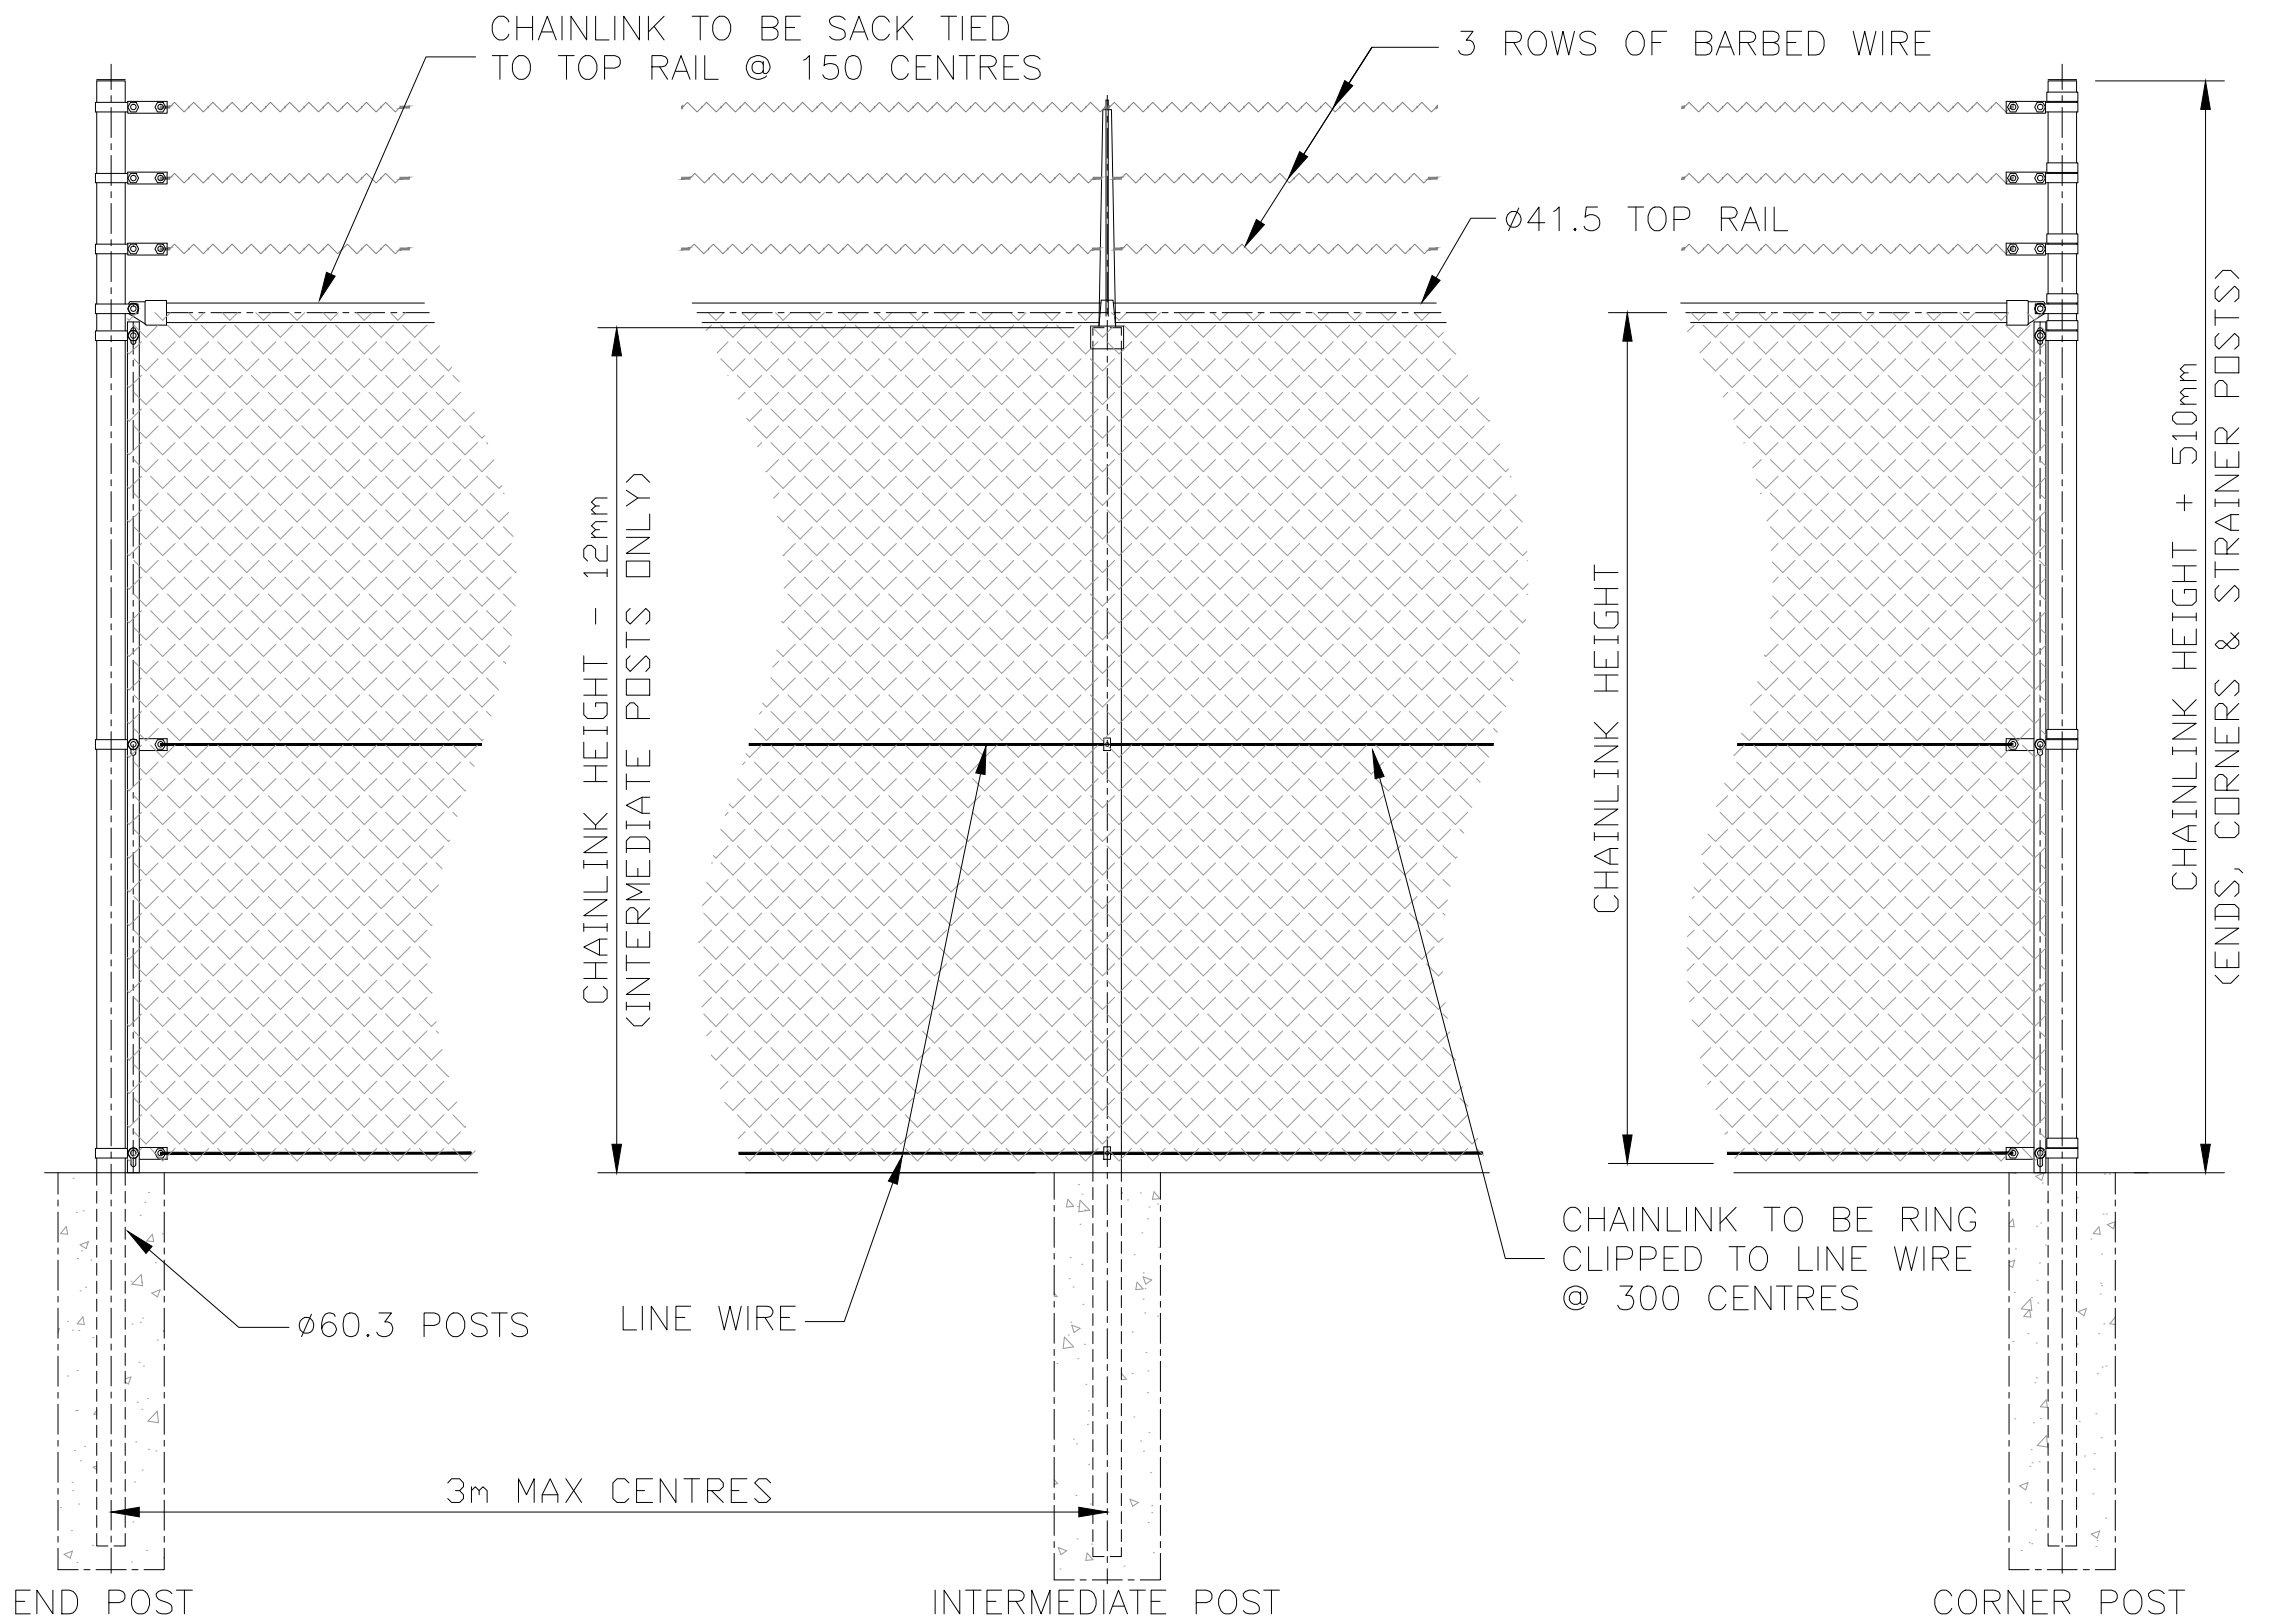 CHAINLINK TO BE SACK TIED
TO TOP RAIL @ 150 CENTRES
3 ROWS OF BARBED WIRE
ø41.5 TOP RAIL
CHAINLINK HEIGHT - 12mm
(INTERMEDIATE POSTS ONLY)
CHAINLINK HEIGHT
CHAINLINK HEIGHT + 510mm
(ENDS, CORNERS & STRAINER POSTS)
CHAINLINK TO BE RING
CLIPPED TO LINE WIRE
@ 300 CENTRES
ø60.3 POSTS
LINE WIRE
3m MAX CENTRES
END POST
INTERMEDIATE POST
CORNER POST